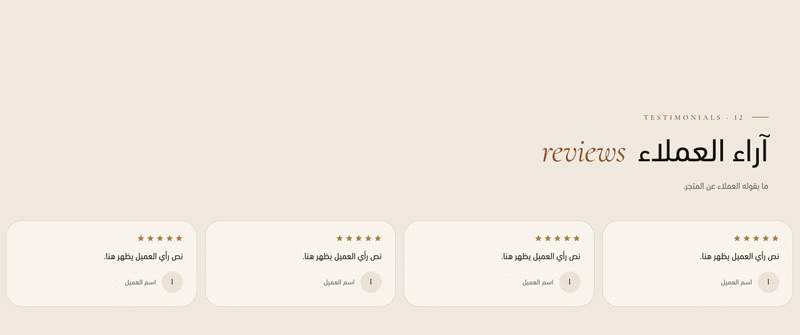 TESTIMONIALS · 12
آراء العملاء reviews
ما يقوله العملاء عن المتجر.
نص رأي العميل يظهر هنا.
ا
اسم العميل
نص رأي العميل يظهر هنا.
ا
اسم العميل
نص رأي العميل يظهر هنا.
ا
اسم العميل
نص رأي العميل يظهر هنا.
ا
اسم العميل